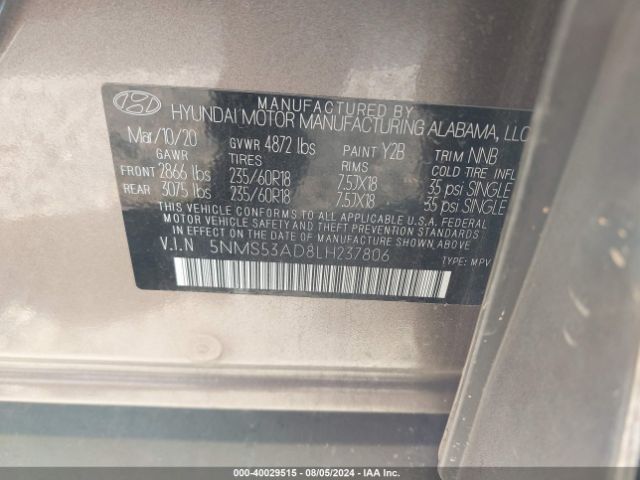 MANUFACTURED BY
HYUNDAI MOTOR MANUFACTURING ALABAMA, LLC
Mar/10/20 GVWR 4872 lbs PAINT Y2B TRIM NNB
GAWR TIRES RIMS COLD TIRE INFL
FRONT 2866 lbs 235/60R18 7.5JX18 35 psi SINGLE
REAR 3075 lbs 235/60R18 7.5JX18 35 psi SINGLE
THIS VEHICLE CONFORMS TO ALL APPLICABLE U.S.A. FEDERAL
MOTOR VEHICLE SAFETY, BUMPER, AND THEFT PREVENTION STANDARDS
IN EFFECT ON THE DATE OF MANUFACTURE SHOWN ABOVE.
V.I.N 5NMS53AD8LH237806
TYPE: MPV
000-40029515 - 08/05/2024 - IAA Inc.